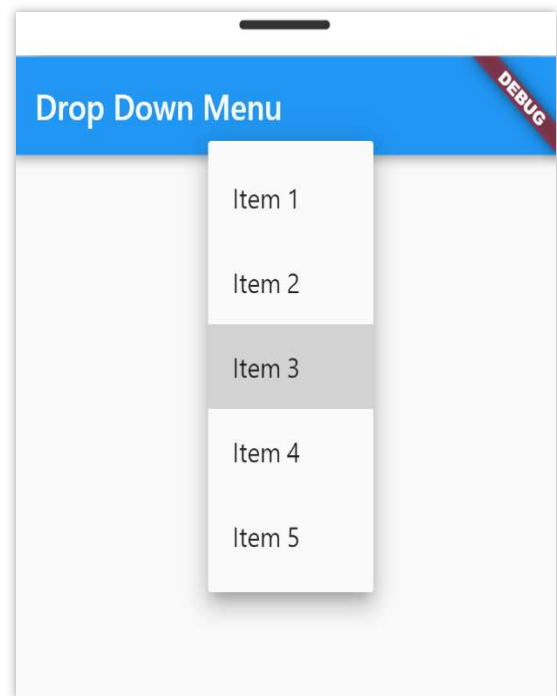 Drop Down Menu
DEBUG
Item 1
Item 2
Item 3
Item 4
Item 5